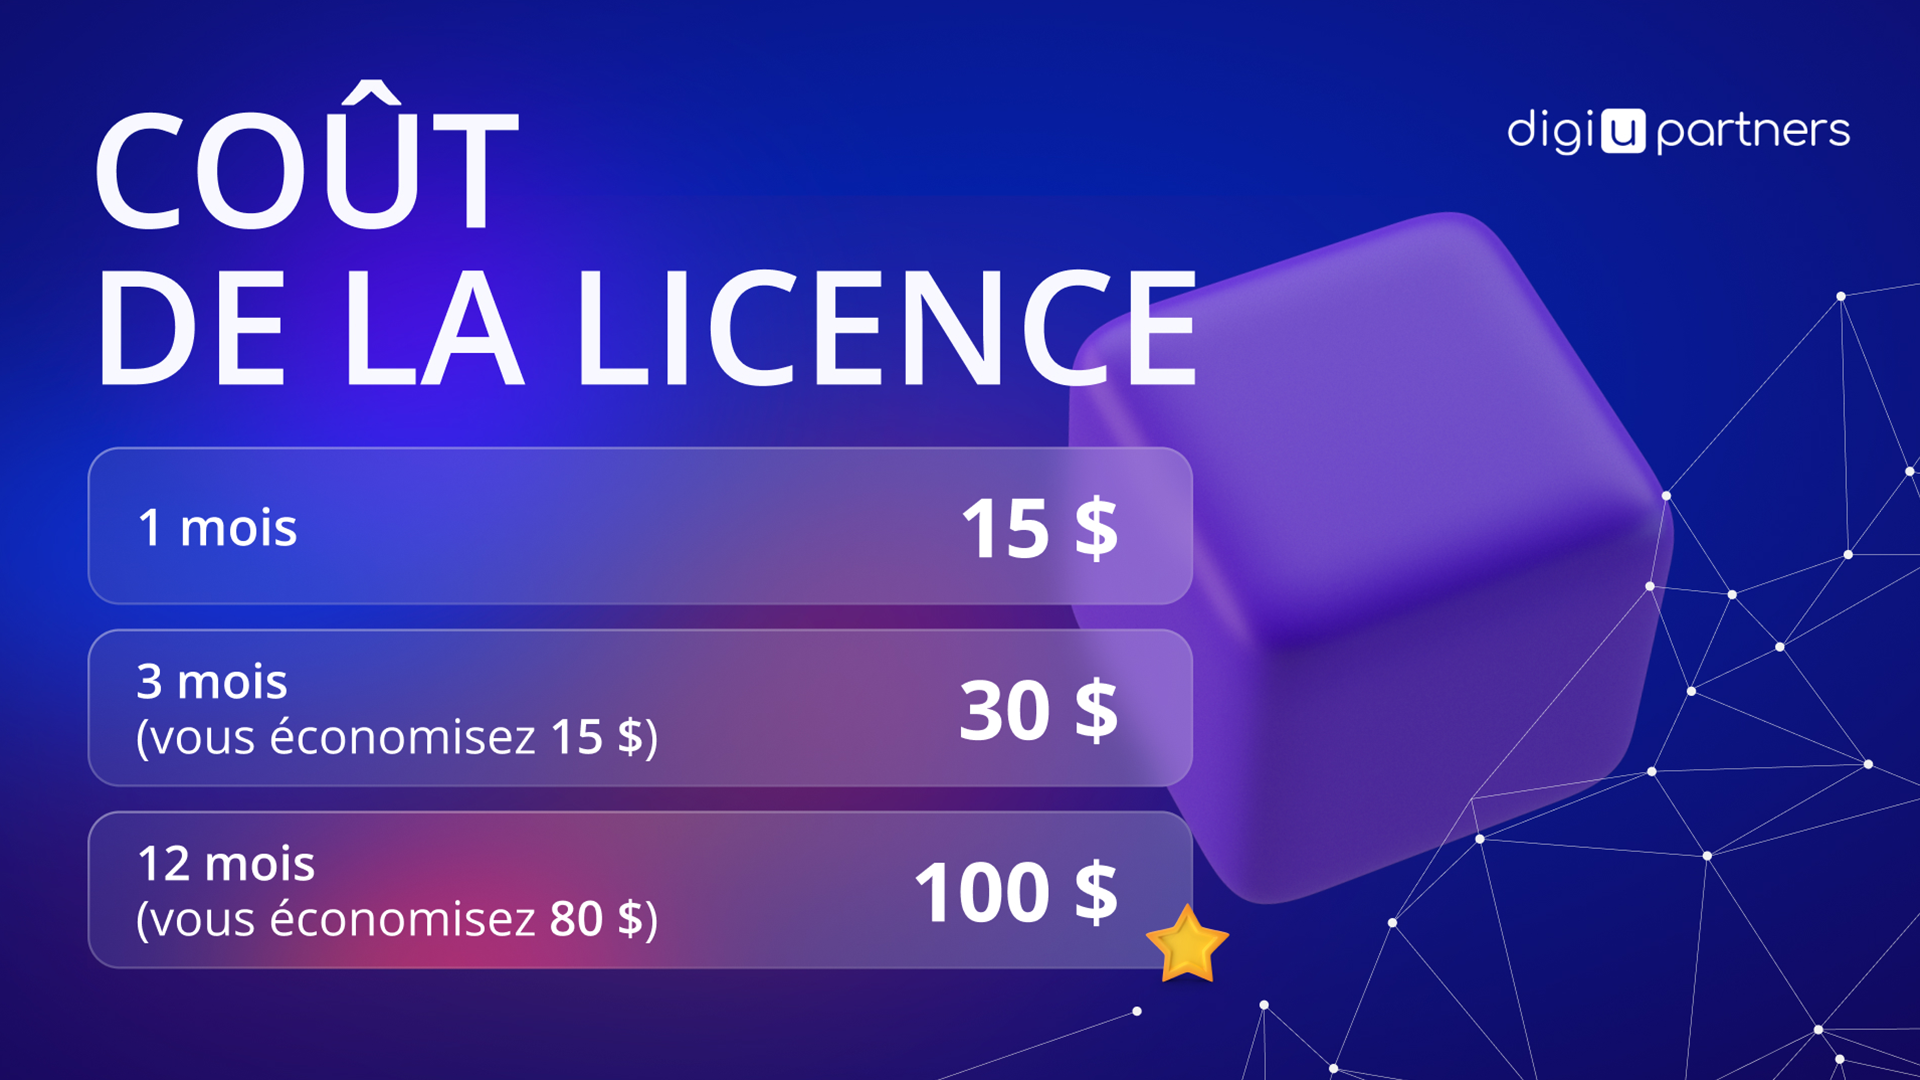 COÛT
DE LA LICENCE
digi u partners
1 mois
15 $
3 mois
(vous économisez 15 $)
30 $
12 mois
(vous économisez 80 $)
100 $